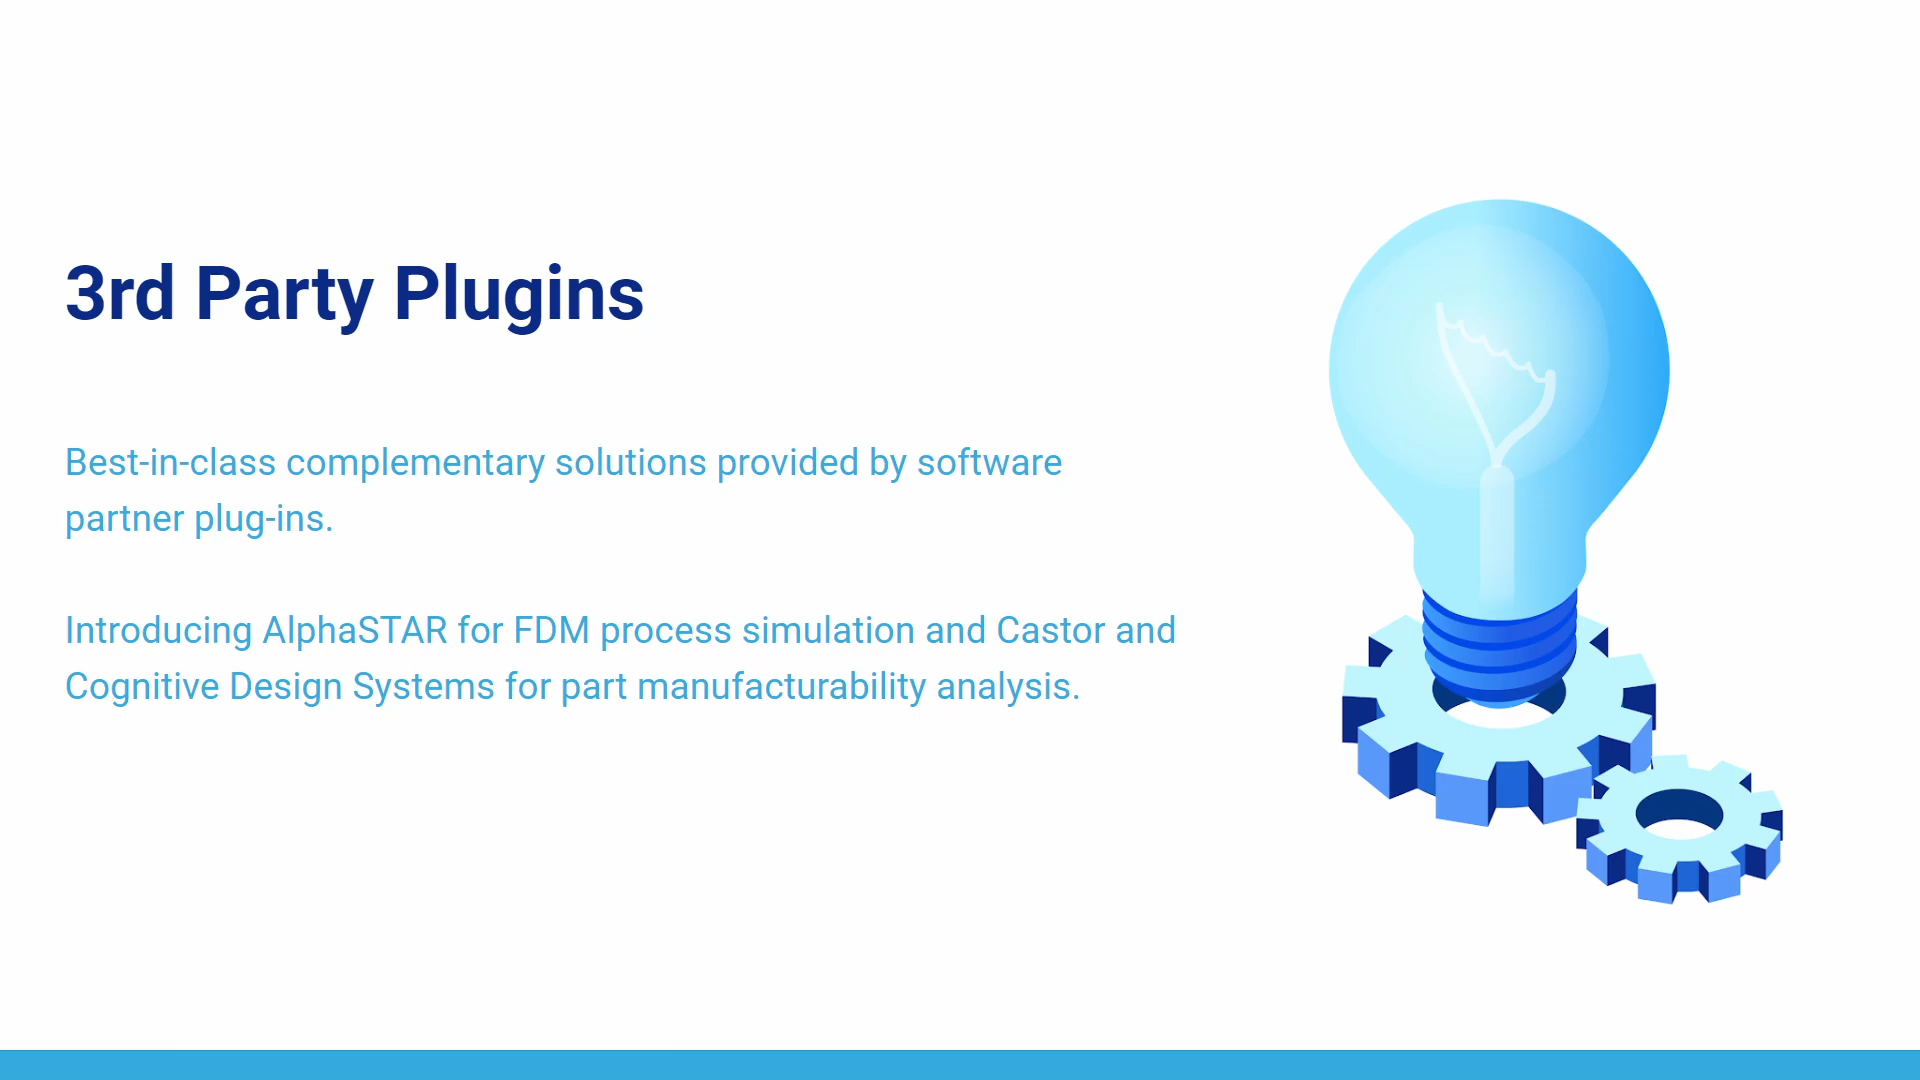 3rd Party Plugins
Best-in-class complementary solutions provided by software
partner plug-ins.
Introducing AlphaSTAR for FDM process simulation and Castor and
Cognitive Design Systems for part manufacturability analysis.